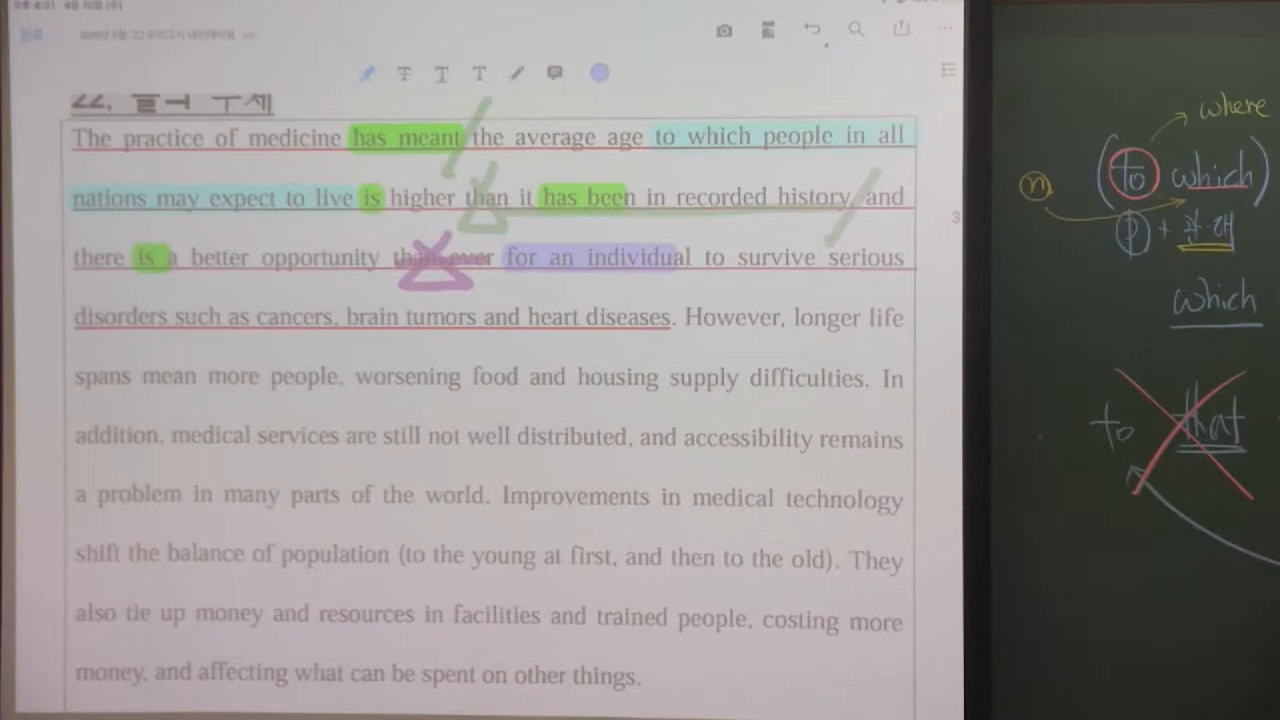 The practice of medicine has meant the average age to which people in all
nations may expect to live is higher than it has been in recorded history, and
there is a better opportunity than ever for an individual to survive serious
disorders such as cancers, brain tumors and heart diseases. However, longer life
spans mean more people, worsening food and housing supply difficulties. In
addition, medical services are still not well distributed, and accessibility remains
a problem in many parts of the world. Improvements in medical technology
shift the balance of population (to the young at first, and then to the old). They
also tie up money and resources in facilities and trained people, costing more
money, and affecting what can be spent on other things.
3
where
n (to which)
P + 관·대
which
to that